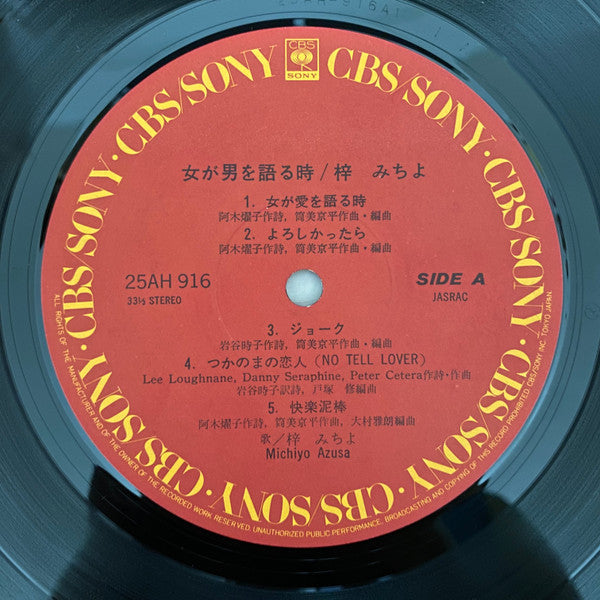 25AH-916A1
CBS/SONY · CBS/SONY · CBS/SONY · CBS/SONY · CBS/SONY · CBS/SONY
CBS
SONY
女が男を語る時/梓 みちよ
1. 女が愛を語る時
阿木燿子作詩, 筒美京平作曲・編曲
2. よろしかったら
阿木燿子作詩, 筒美京平作曲・編曲
25AH 916
33⅓ STEREO
SIDE A
JASRAC
3. ジョーク
岩谷時子作詩, 筒美京平作曲・編曲
4. つかのまの恋人 (NO TELL LOVER)
Lee Loughnane, Danny Seraphine, Peter Cetera作詩・作曲
岩谷時子訳詩, 戸塚 修編曲
5. 快楽泥棒
阿木燿子作詩, 筒美京平作曲, 大村雅朗編曲
歌/梓 みちよ
Michiyo Azusa
ALL RIGHTS OF THE MANUFACTURER AND OF THE OWNER OF THE RECORDED WORK RESERVED. UNAUTHORIZED PUBLIC PERFORMANCE, BROADCASTING AND COPYING OF THIS RECORD PROHIBITED/CBS/SONY INC. TOKYO JAPAN.